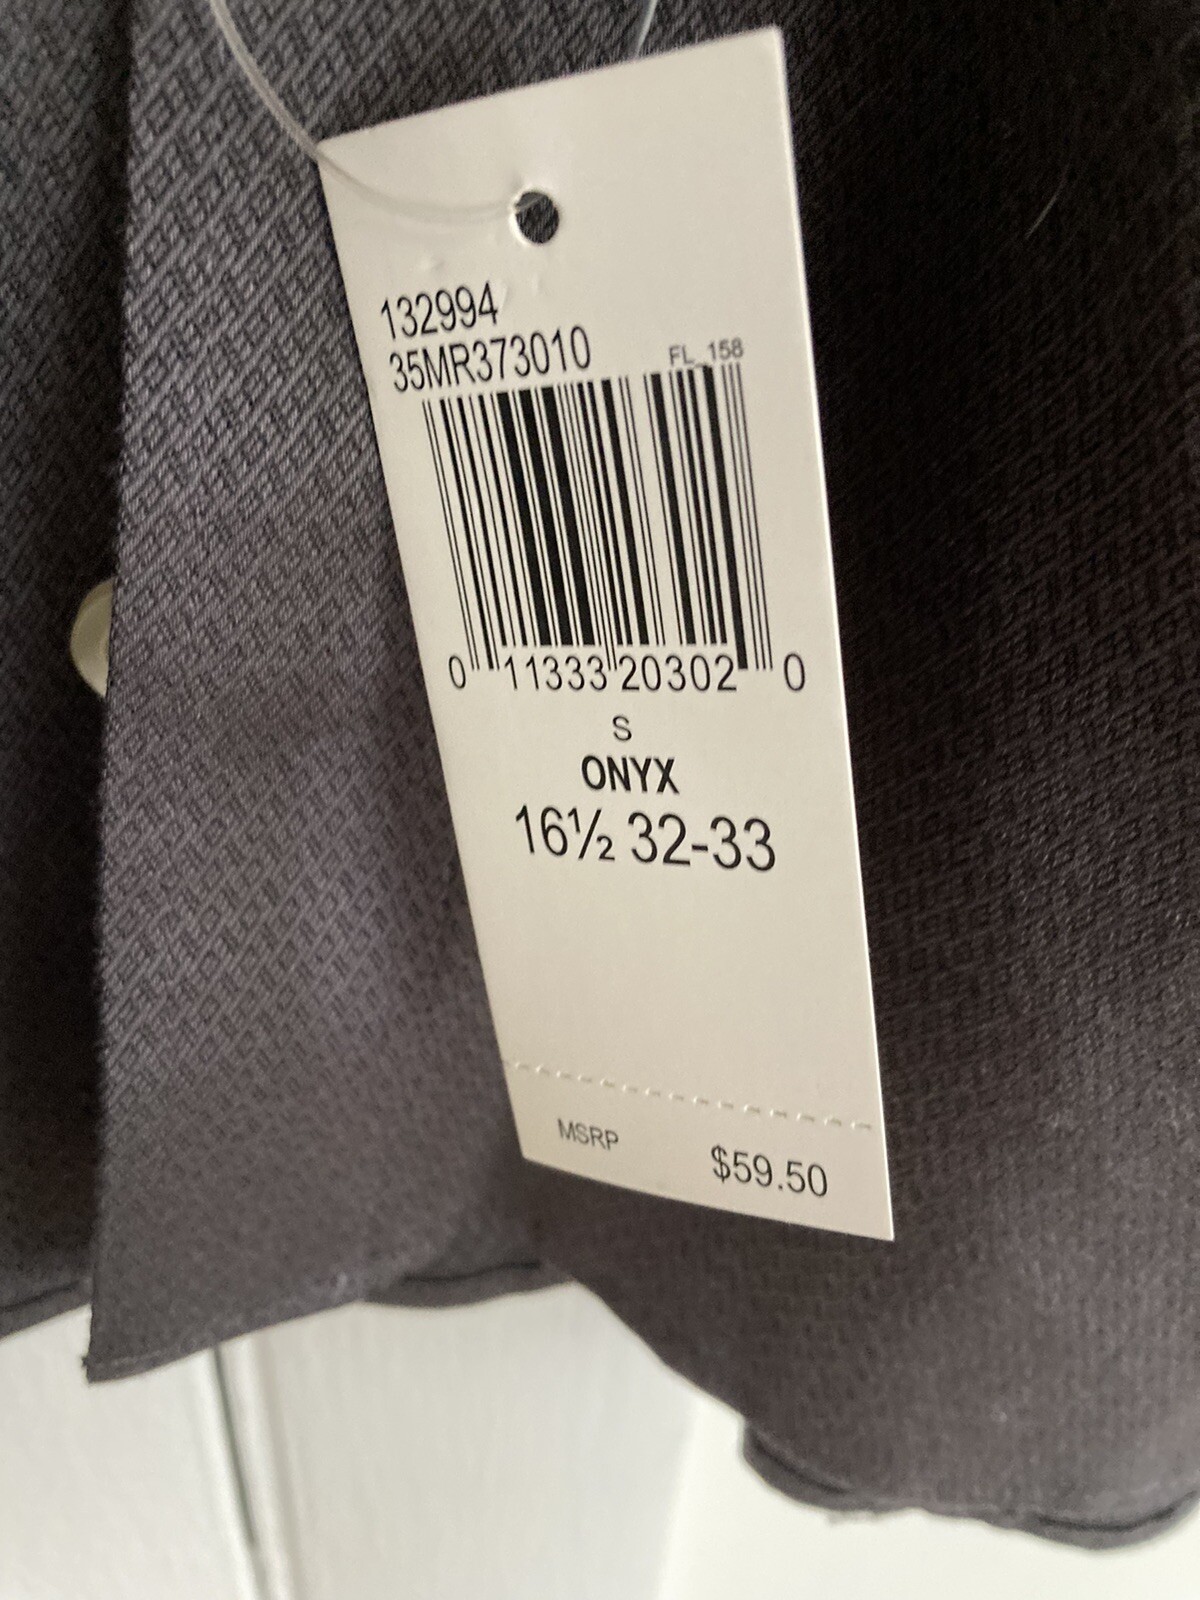 132994
35MR373010
FL_158
0 11333 20302 0
S
ONYX
16½ 32-33
MSRP $59.50